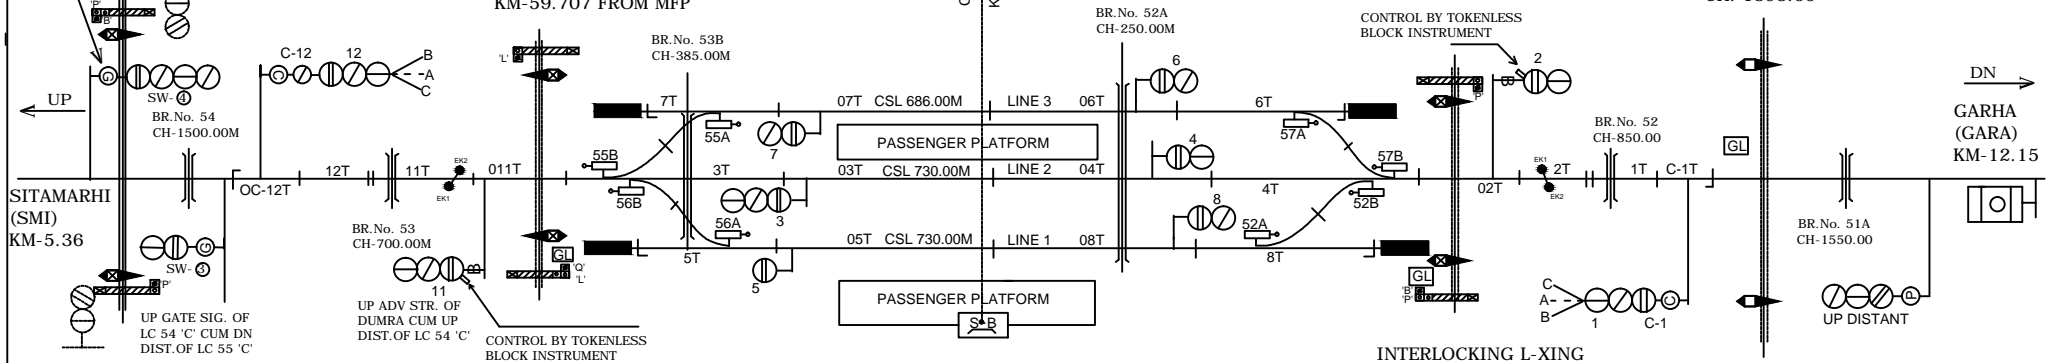 KM-59.707 FROM MFP
'P'
'B'
G
SW- 4
C-12
12
C
B
A
C
'L'
BR.No. 53B
CH-385.00M
BR.No. 52A
CH-250.00M
6
CONTROL BY TOKENLESS
BLOCK INSTRUMENT
2
B
'P'
UP
DN
BR.No. 54
CH-1500.00M
7T
07T
CSL 686.00M
LINE 3
06T
6T
55A
7
PASSENGER PLATFORM
57A
4
BR.No. 52
CH-850.00
GL
GARHA
(GARA)
KM-12.15
SITAMARHI
(SMI)
KM-5.36
OC-12T
12T
11T
EK2
EK1
011T
55B
56B
3T
03T
CSL 730.00M
LINE 2
04T
4T
57B
52B
02T
EK1
EK2
2T
1T
C-1T
3
56A
8
52A
BR.No. 53
CH-700.00M
G
SW- 3
'P'
11
B
GL
'Q'
'L'
5T
05T
CSL 730.00M
LINE 1
08T
8T
5
GL
'B'
'P'
BR.No. 51A
CH-1550.00
UP GATE SIG. OF
LC 54 'C' CUM DN
DIST.OF LC 55 'C'
UP ADV STR. OF
DUMRA CUM UP
DIST.OF LC 54 'C'
CONTROL BY TOKENLESS
BLOCK INSTRUMENT
PASSENGER PLATFORM
S B
C
A
B
1
C-1
C
P
UP DISTANT
INTERLOCKING L-XING